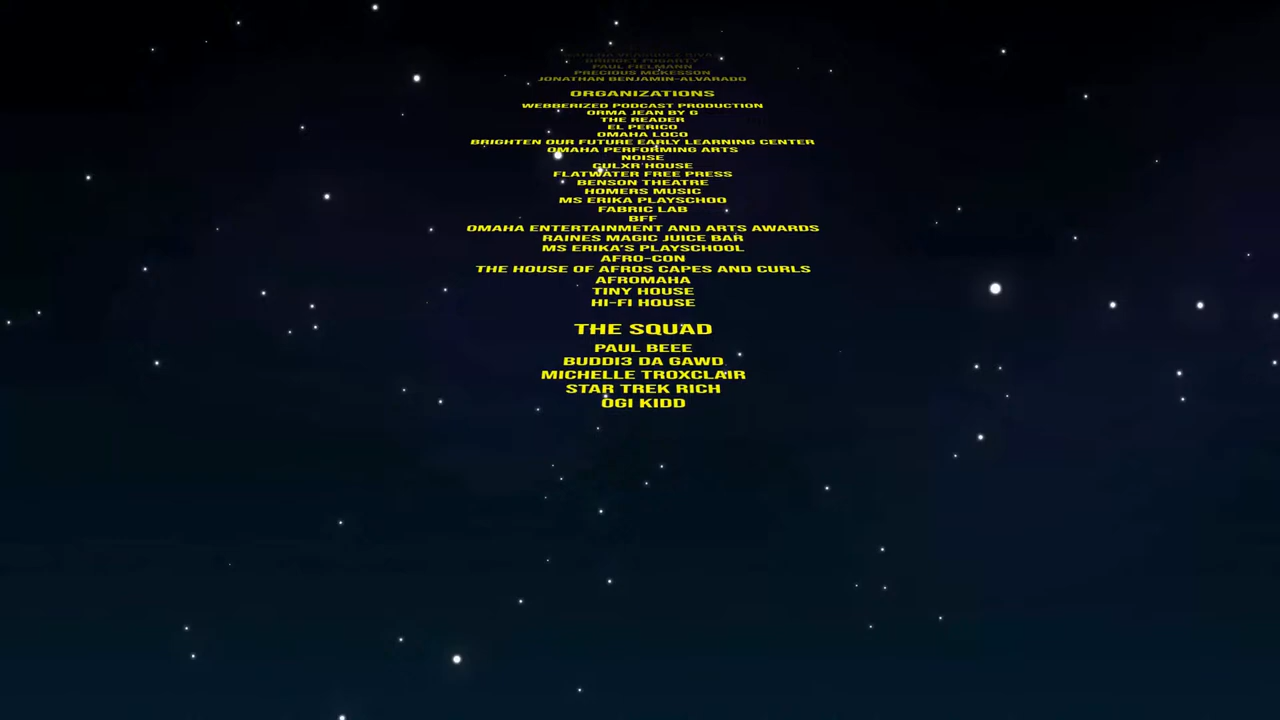 BRIDGET FOGARTY
PAUL FIELMANN
PRECIOUS MCKESSON
JONATHAN BENJAMIN-ALVARADO
ORGANIZATIONS
WEBBERIZED PODCAST PRODUCTION
ORMA JEAN BY G
THE READER
EL PERICO
OMAHA LOCO
BRIGHTEN OUR FUTURE EARLY LEARNING CENTER
OMAHA PERFORMING ARTS
NOISE
CULXR HOUSE
FLATWATER FREE PRESS
BENSON THEATRE
HOMERS MUSIC
MS ERIKA PLAYSCHOO
FABRIC LAB
BFF
OMAHA ENTERTAINMENT AND ARTS AWARDS
RAINES MAGIC JUICE BAR
MS ERIKA'S PLAYSCHOOL
AFRO-CON
THE HOUSE OF AFROS CAPES AND CURLS
AFROMAHA
TINY HOUSE
HI-FI HOUSE
THE SQUAD
PAUL BEEE
BUDDI3 DA GAWD
MICHELLE TROXCLAIR
STAR TREK RICH
OGI KIDD